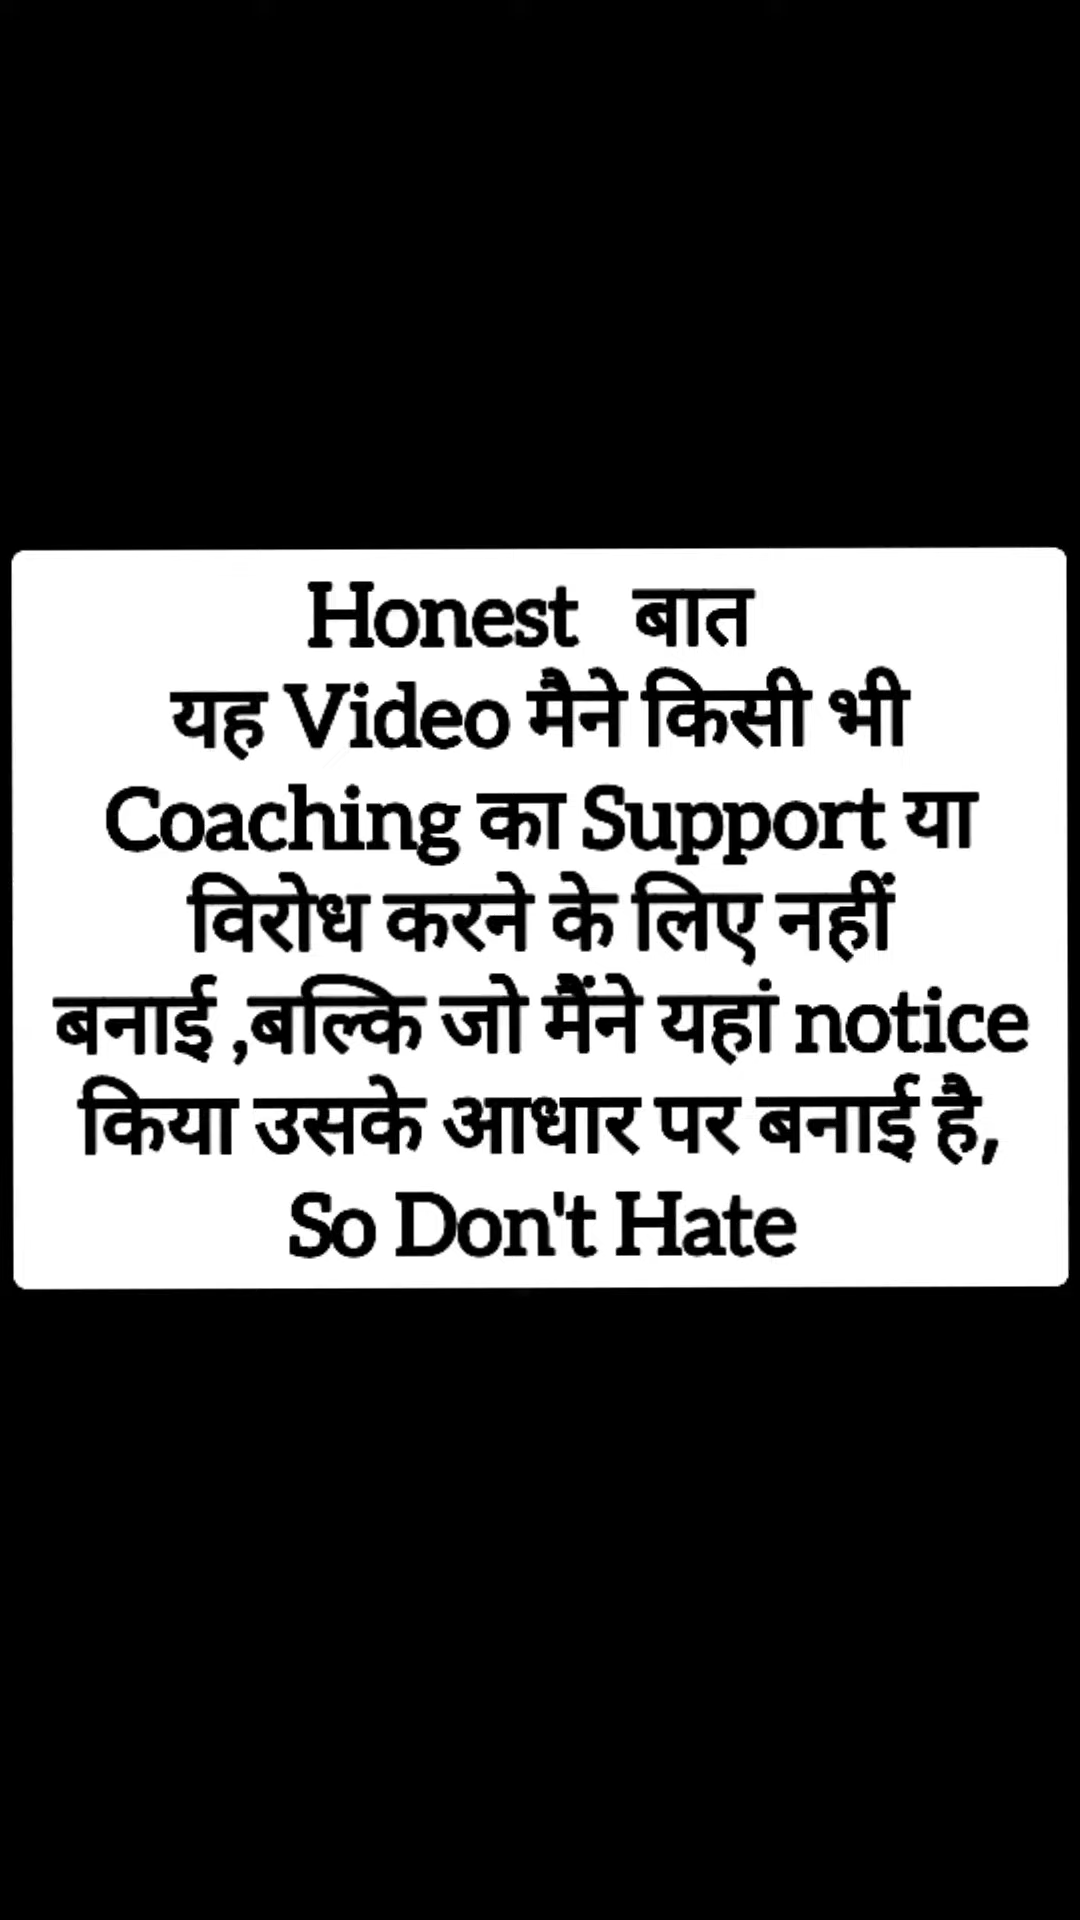 Honest बात
यह Video मैने किसी भी
Coaching का Support या
विरोध करने के लिए नहीं
बनाई ,बल्कि जो मैंने यहां notice
किया उसके आधार पर बनाई है,
So Don't Hate